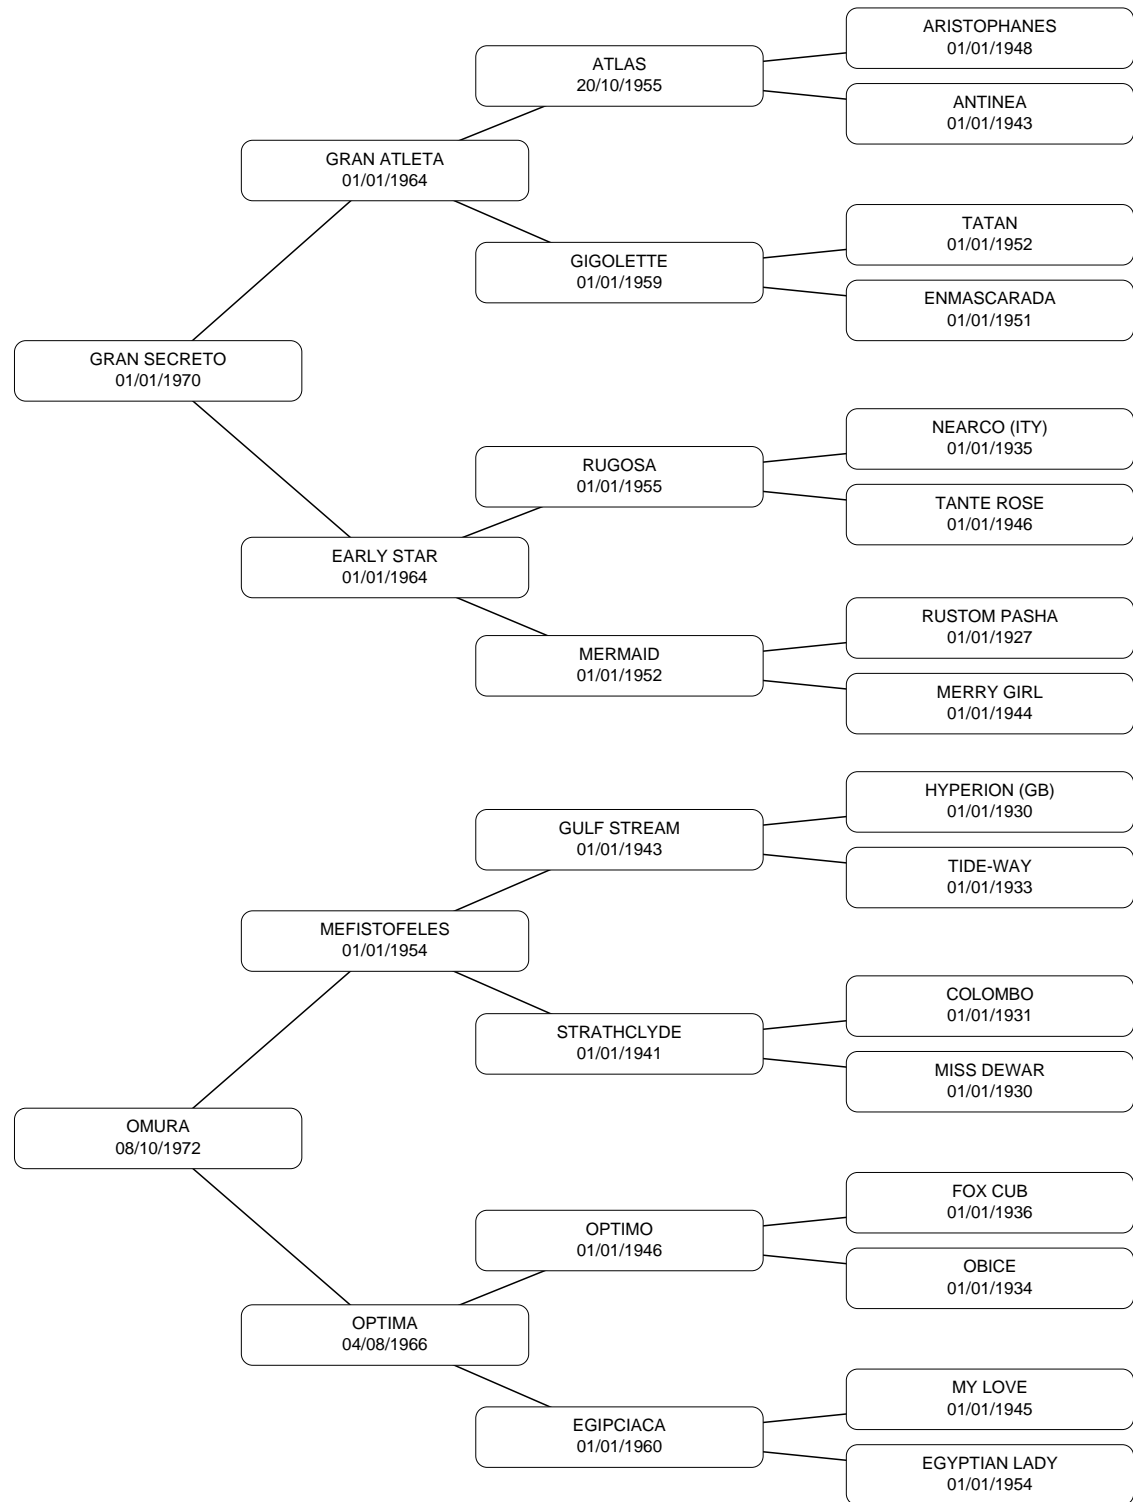 ARISTOPHANES
01/01/1948
ATLAS
20/10/1955
ANTINEA
01/01/1943
GRAN ATLETA
01/01/1964
TATAN
01/01/1952
GIGOLETTE
01/01/1959
ENMASCARADA
01/01/1951
GRAN SECRETO
01/01/1970
NEARCO (ITY)
01/01/1935
RUGOSA
01/01/1955
TANTE ROSE
01/01/1946
EARLY STAR
01/01/1964
RUSTOM PASHA
01/01/1927
MERMAID
01/01/1952
MERRY GIRL
01/01/1944
HYPERION (GB)
01/01/1930
GULF STREAM
01/01/1943
TIDE-WAY
01/01/1933
MEFISTOFELES
01/01/1954
COLOMBO
01/01/1931
STRATHCLYDE
01/01/1941
MISS DEWAR
01/01/1930
OMURA
08/10/1972
FOX CUB
01/01/1936
OPTIMO
01/01/1946
OBICE
01/01/1934
OPTIMA
04/08/1966
MY LOVE
01/01/1945
EGIPCIACA
01/01/1960
EGYPTIAN LADY
01/01/1954